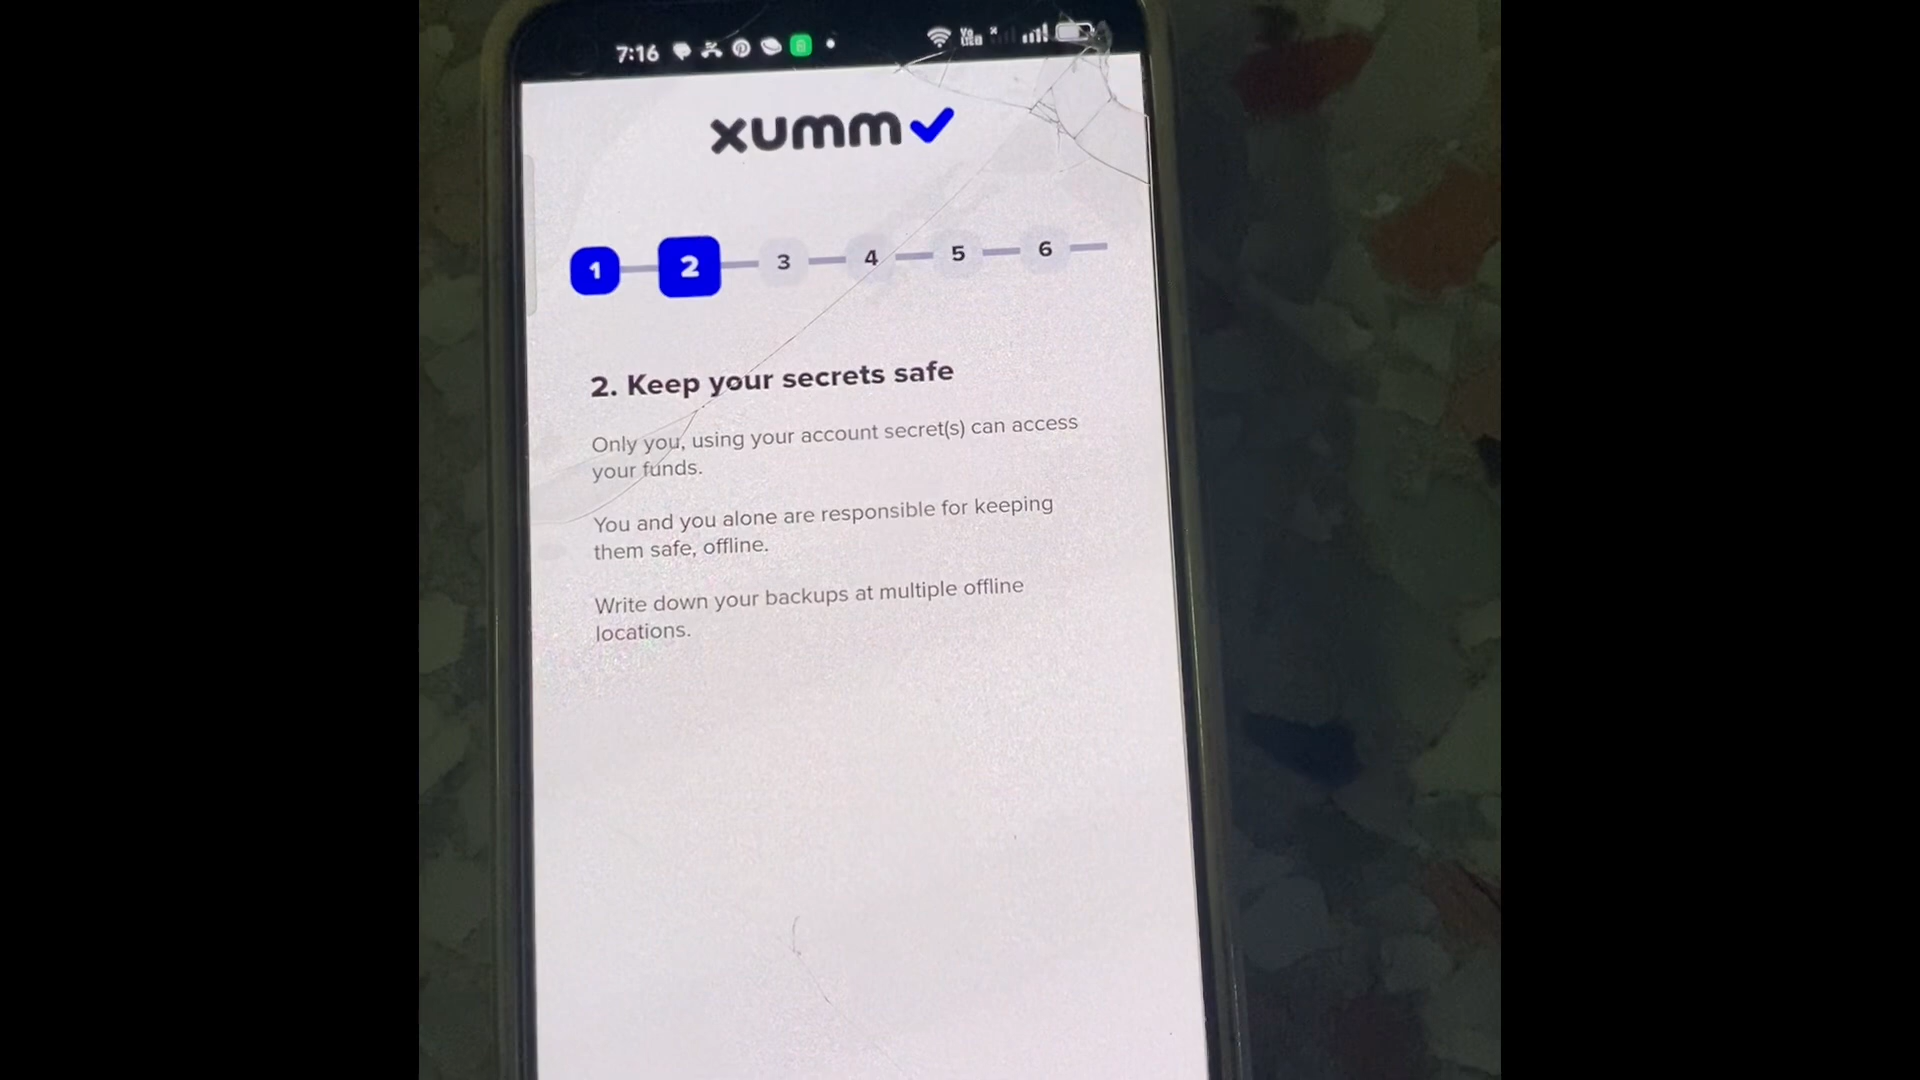 7:16
xumm
1 2 3 4 5 6
2. Keep your secrets safe
Only you, using your account secret(s) can access
your funds.
You and you alone are responsible for keeping
them safe, offline.
Write down your backups at multiple offline
locations.